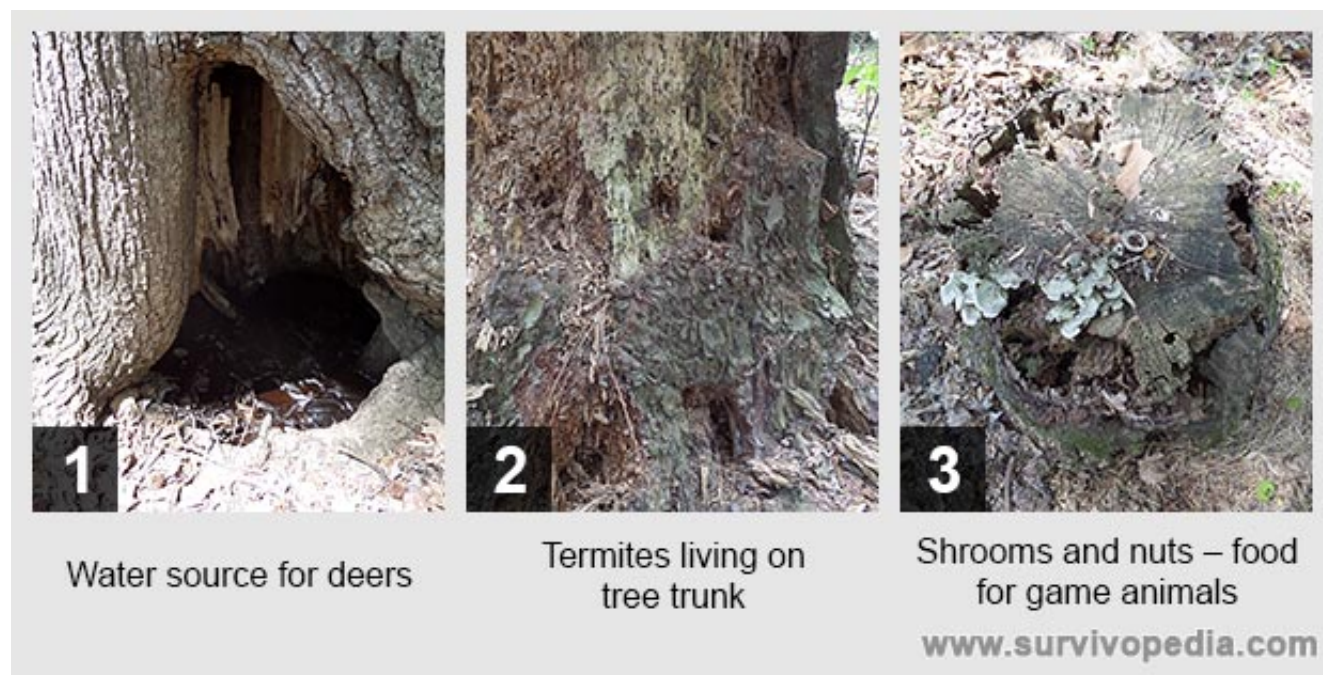 1
2
3
Water source for deers
Termites living on
tree trunk
Shrooms and nuts – food
for game animals
www.survivopedia.com